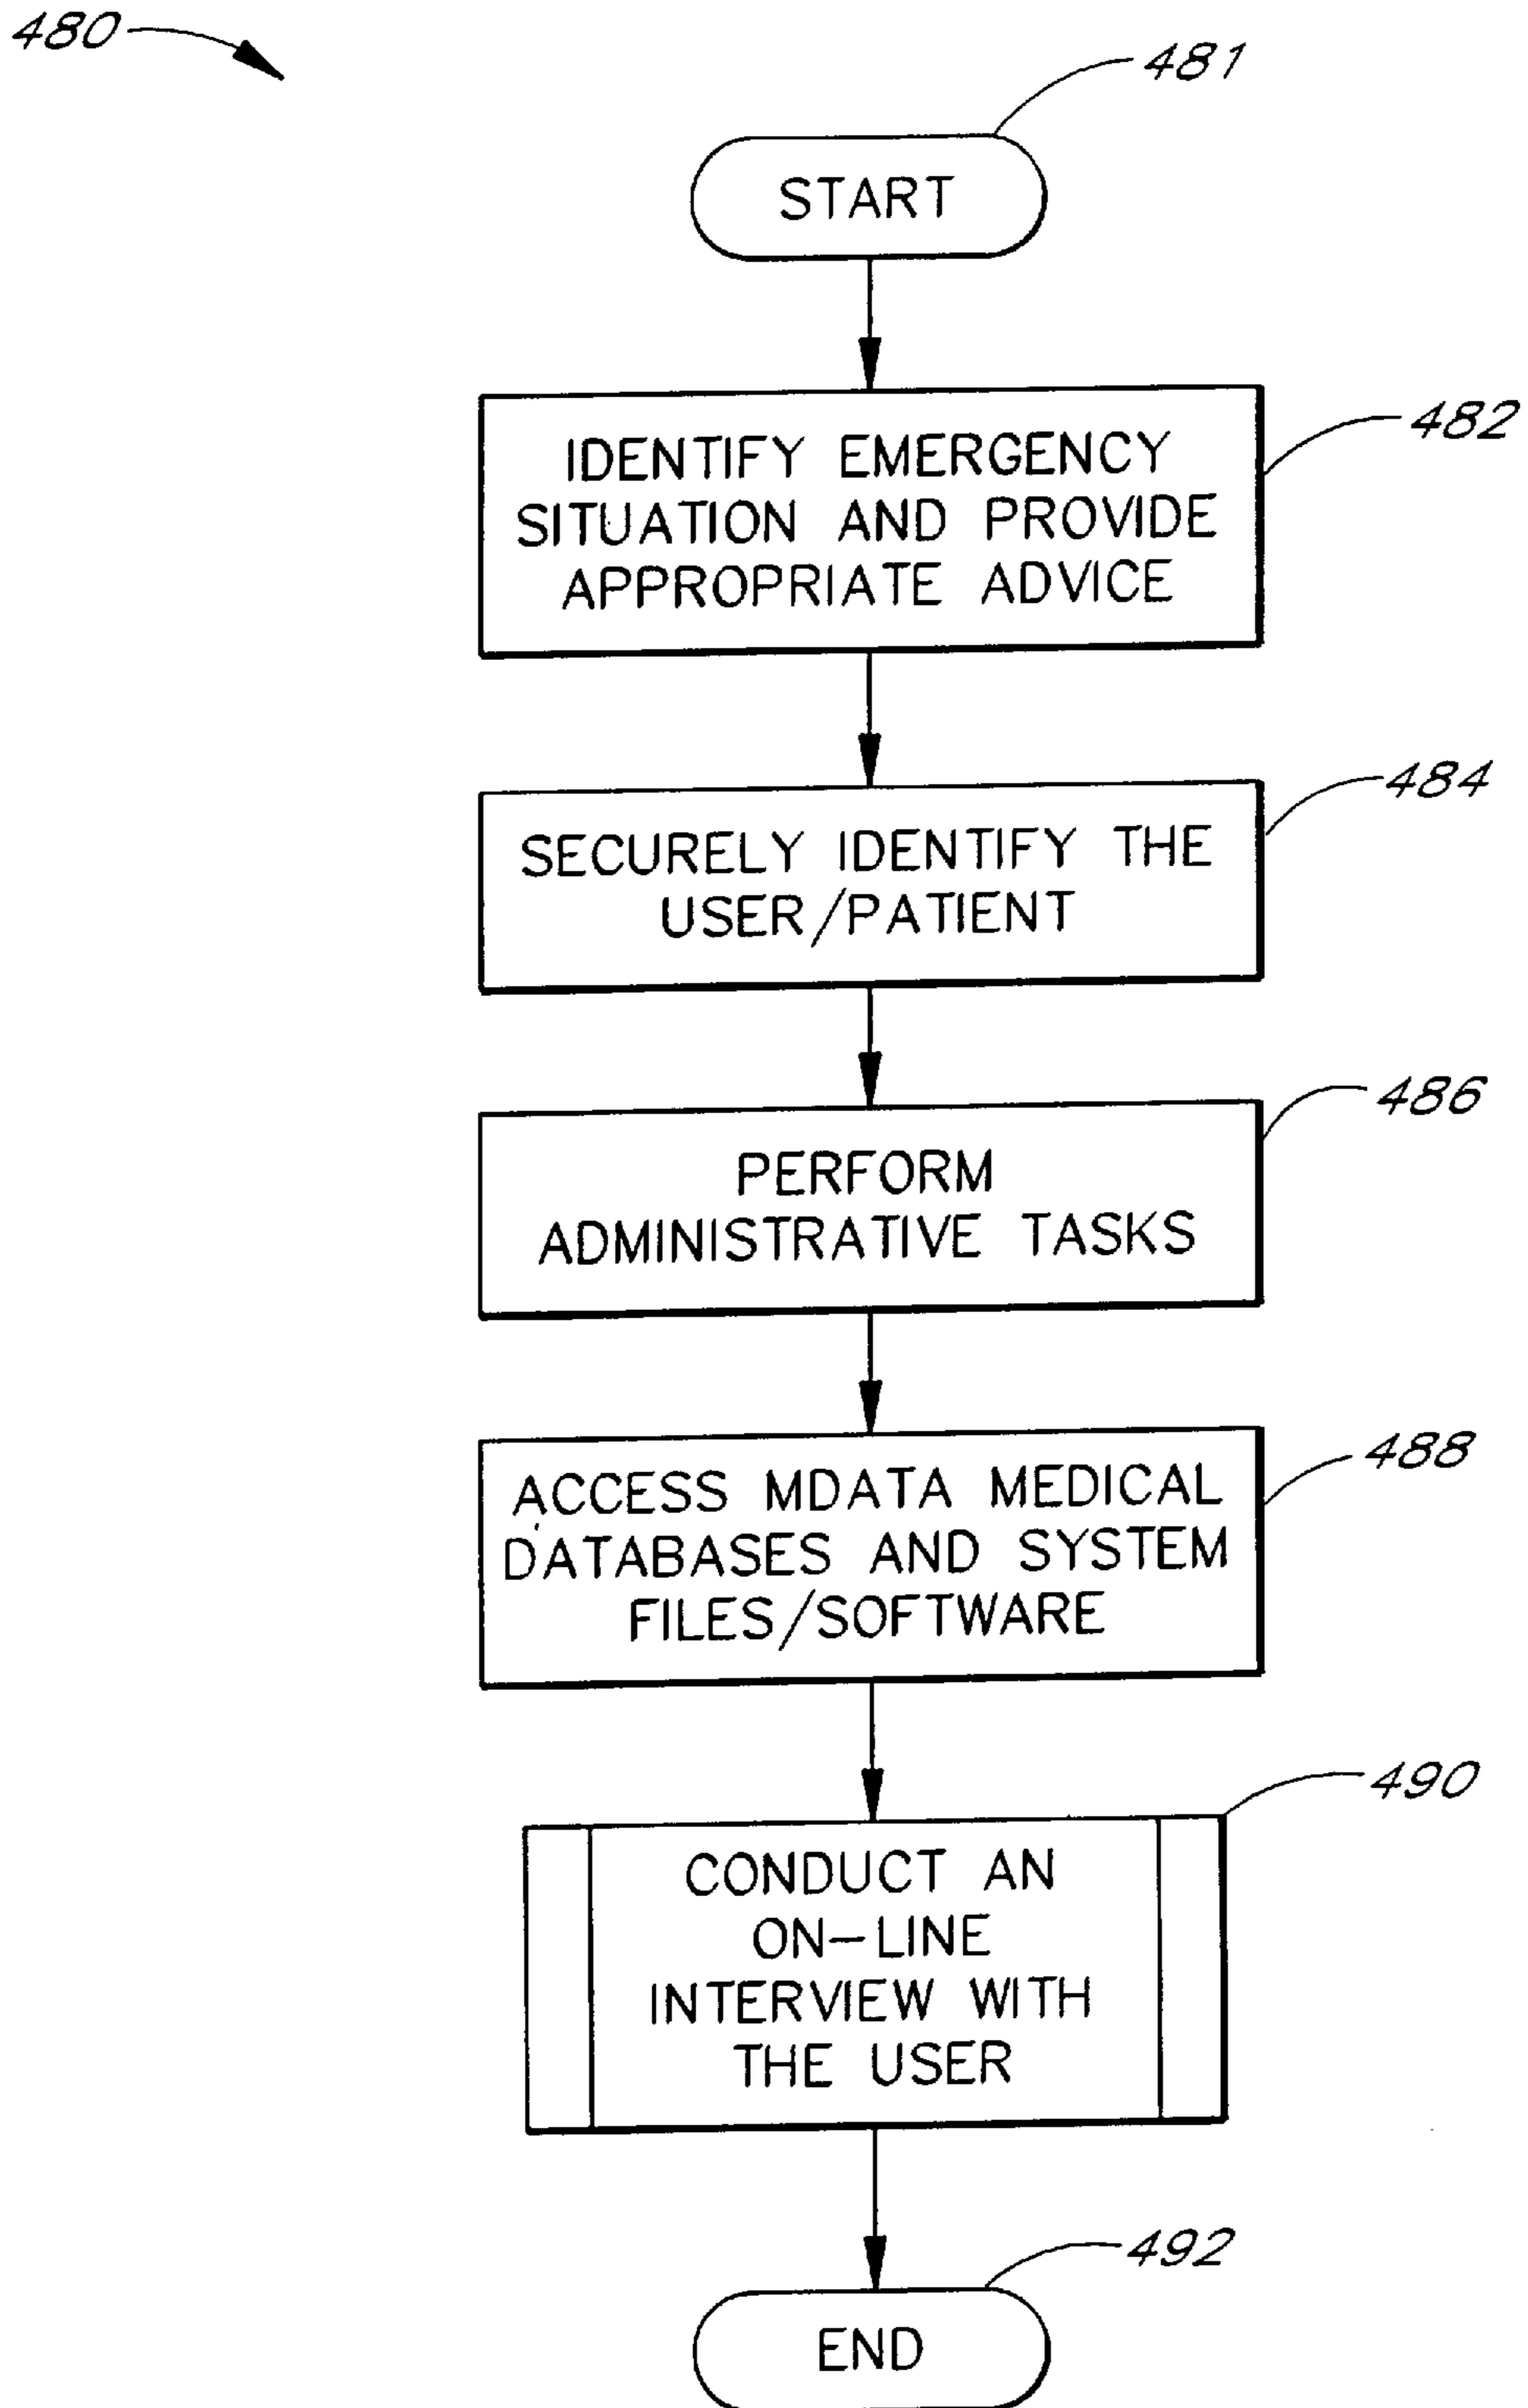 480
481
START
482
IDENTIFY EMERGENCY
SITUATION AND PROVIDE
APPROPRIATE ADVICE
484
SECURELY IDENTIFY THE
USER/PATIENT
486
PERFORM
ADMINISTRATIVE TASKS
488
ACCESS MDATA MEDICAL
DATABASES AND SYSTEM
FILES/SOFTWARE
490
CONDUCT AN
ON-LINE
INTERVIEW WITH
THE USER
492
END